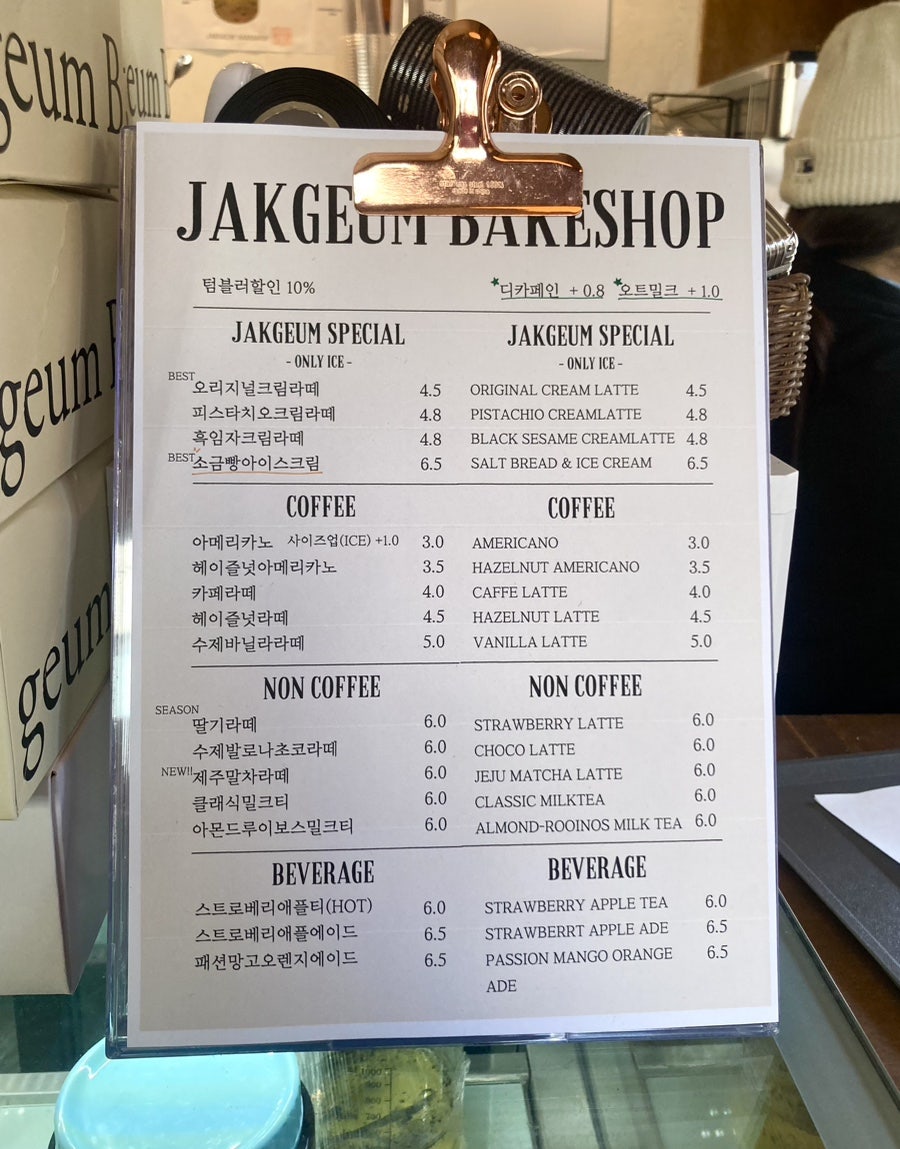 geum B
geum
geum
geum
JAKGEUM BAKESHOP
텀블러할인 10%
*디카페인 + 0.8 *오트밀크 + 1.0
JAKGEUM SPECIAL
- ONLY ICE -
BEST
오리지널크림라떼 4.5
피스타치오크림라떼 4.8
흑임자크림라떼 4.8
BEST 소금빵아이스크림 6.5
COFFEE
아메리카노 사이즈업(ICE) +1.0 3.0
헤이즐넛아메리카노 3.5
카페라떼 4.0
헤이즐넛라떼 4.5
수제바닐라라떼 5.0
NON COFFEE
SEASON
딸기라떼 6.0
수제발로나초코라떼 6.0
NEW!! 제주말차라떼 6.0
클래식밀크티 6.0
아몬드루이보스밀크티 6.0
BEVERAGE
스트로베리애플티(HOT) 6.0
스트로베리애플에이드 6.5
패션망고오렌지에이드 6.5
JAKGEUM SPECIAL
- ONLY ICE -
ORIGINAL CREAM LATTE 4.5
PISTACHIO CREAMLATTE 4.8
BLACK SESAME CREAMLATTE 4.8
SALT BREAD & ICE CREAM 6.5
COFFEE
AMERICANO 3.0
HAZELNUT AMERICANO 3.5
CAFFE LATTE 4.0
HAZELNUT LATTE 4.5
VANILLA LATTE 5.0
NON COFFEE
STRAWBERRY LATTE 6.0
CHOCO LATTE 6.0
JEJU MATCHA LATTE 6.0
CLASSIC MILKTEA 6.0
ALMOND-ROOINOS MILK TEA 6.0
BEVERAGE
STRAWBERRY APPLE TEA 6.0
STRAWBERRT APPLE ADE 6.5
PASSION MANGO ORANGE 6.5
ADE